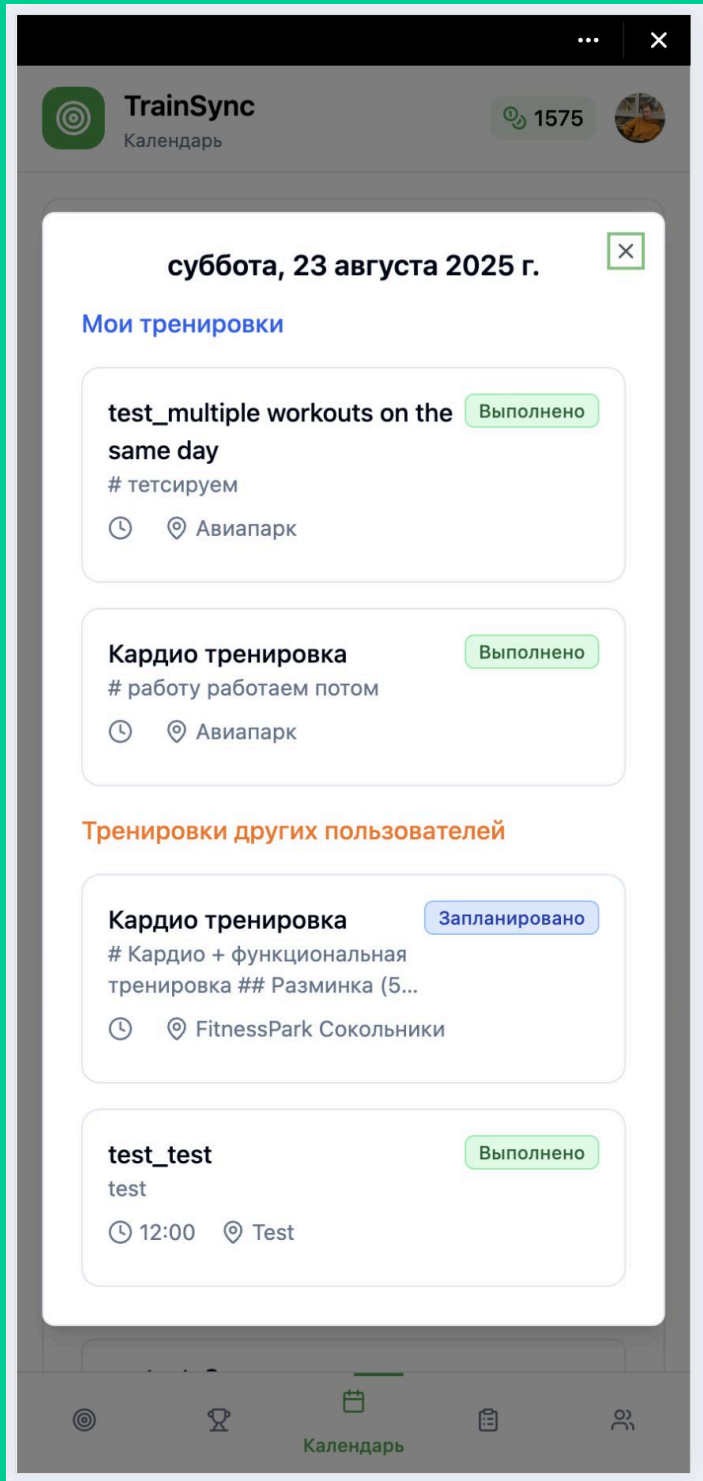 TrainSync
Календарь
1575
суббота, 23 августа 2025 г.
Мои тренировки
test_multiple workouts on the
same day
Выполнено
# тетсируем
Авиапарк
Кардио тренировка
Выполнено
# работу работаем потом
Авиапарк
Тренировки других пользователей
Кардио тренировка
Запланировано
# Кардио + функциональная
тренировка ## Разминка (5...
FitnessPark Сокольники
test_test
Выполнено
test
12:00
Test
Календарь